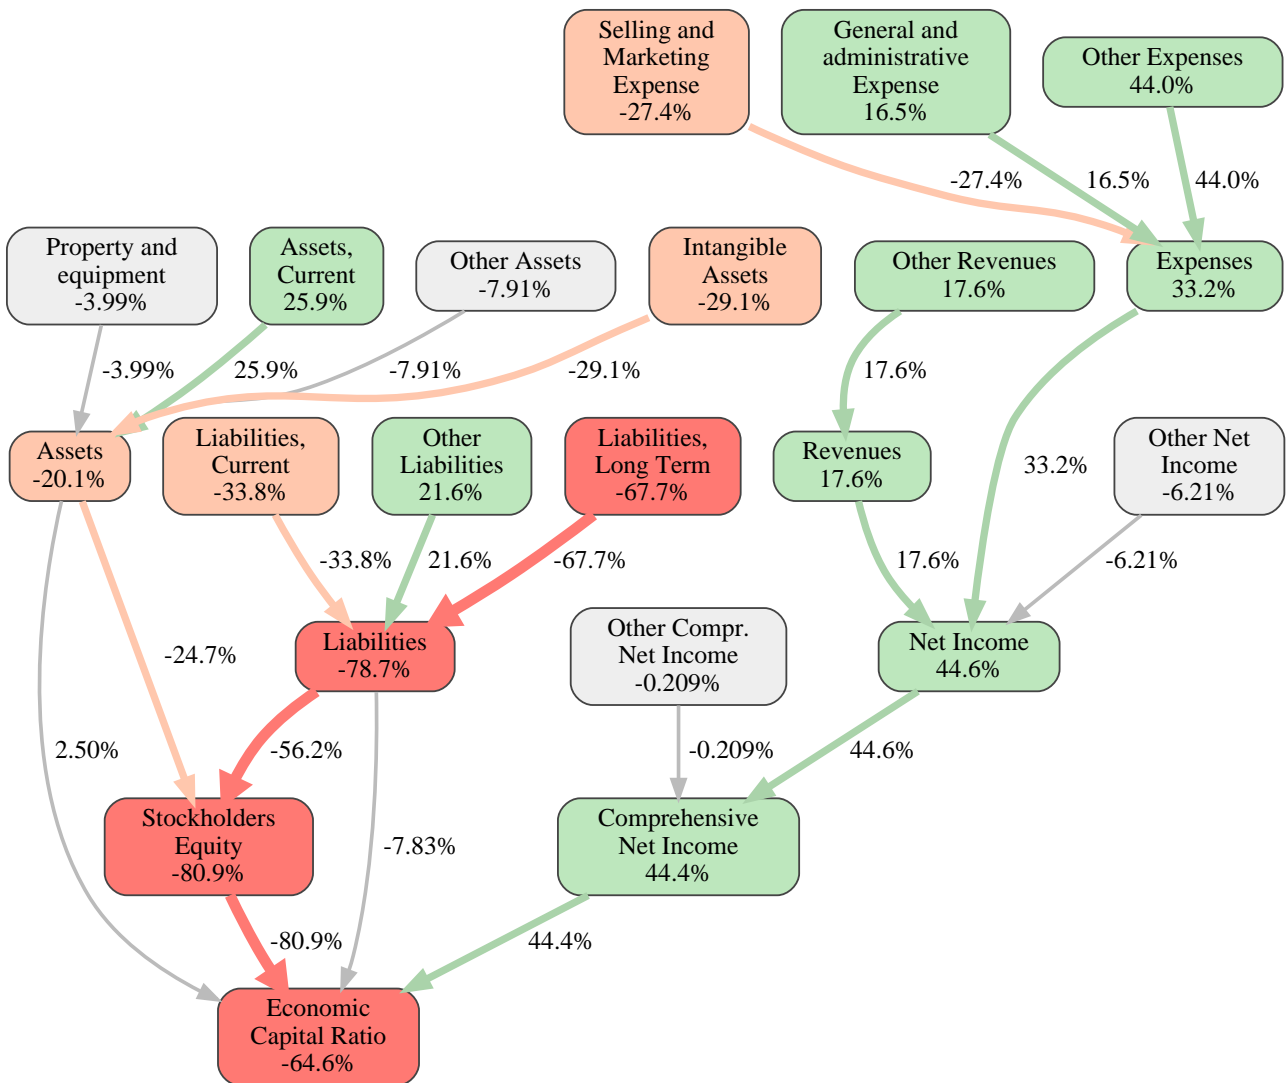 Selling and
Marketing
Expense
-27.4%
General and
administrative
Expense
16.5%
Other Expenses
44.0%
-27.4%
16.5%
44.0%
Property and
equipment
-3.99%
Assets,
Current
25.9%
Other Assets
-7.91%
Intangible
Assets
-29.1%
Other Revenues
17.6%
Expenses
33.2%
-3.99%
25.9%
-7.91%
-29.1%
17.6%
Assets
-20.1%
Liabilities,
Current
-33.8%
Other
Liabilities
21.6%
Liabilities,
Long Term
-67.7%
Revenues
17.6%
33.2%
Other Net
Income
-6.21%
-33.8%
21.6%
-67.7%
17.6%
-6.21%
-24.7%
Liabilities
-78.7%
Other Compr.
Net Income
-0.209%
Net Income
44.6%
2.50%
-56.2%
-0.209%
44.6%
Stockholders
Equity
-80.9%
-7.83%
Comprehensive
Net Income
44.4%
-80.9%
44.4%
Economic
Capital Ratio
-64.6%